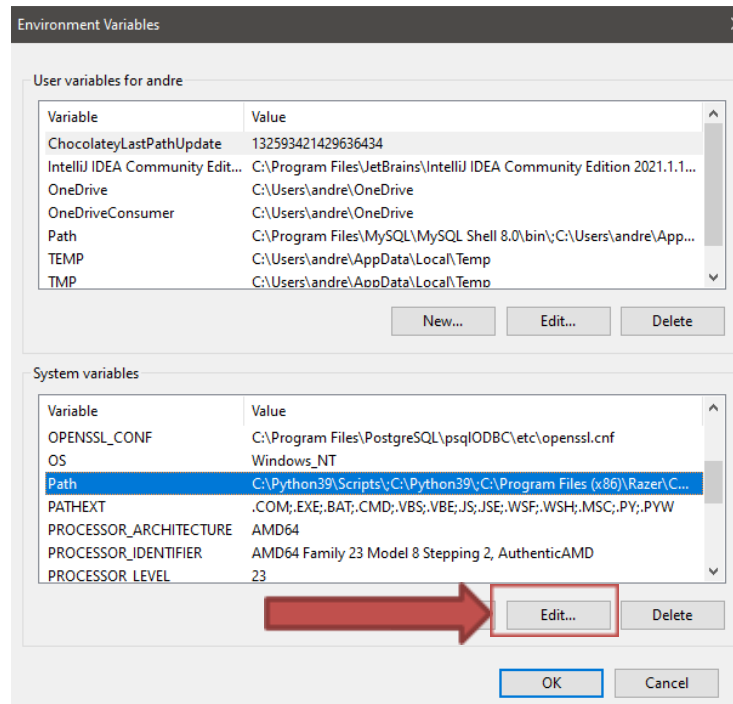 Environment Variables
User variables for andre
Variable Value
ChocolateyLastPathUpdate 132593421429636434
IntelliJ IDEA Community Edit... C:\Program Files\JetBrains\IntelliJ IDEA Community Edition 2021.1.1...
OneDrive C:\Users\andre\OneDrive
OneDriveConsumer C:\Users\andre\OneDrive
Path C:\Program Files\MySQL\MySQL Shell 8.0\bin\;C:\Users\andre\App...
TEMP C:\Users\andre\AppData\Local\Temp
TMP C:\Users\andre\AppData\Local\Temp
New... Edit... Delete
System variables
Variable Value
OPENSSL_CONF C:\Program Files\PostgreSQL\psqlODBC\etc\openssl.cnf
OS Windows_NT
Path C:\Python39\Scripts\;C:\Python39\;C:\Program Files (x86)\Razer\C...
PATHEXT .COM;.EXE;.BAT;.CMD;.VBS;.VBE;.JS;.JSE;.WSF;.WSH;.MSC;.PY;.PYW
PROCESSOR_ARCHITECTURE AMD64
PROCESSOR_IDENTIFIER AMD64 Family 23 Model 8 Stepping 2, AuthenticAMD
PROCESSOR_LEVEL 23
Edit... Delete
OK Cancel